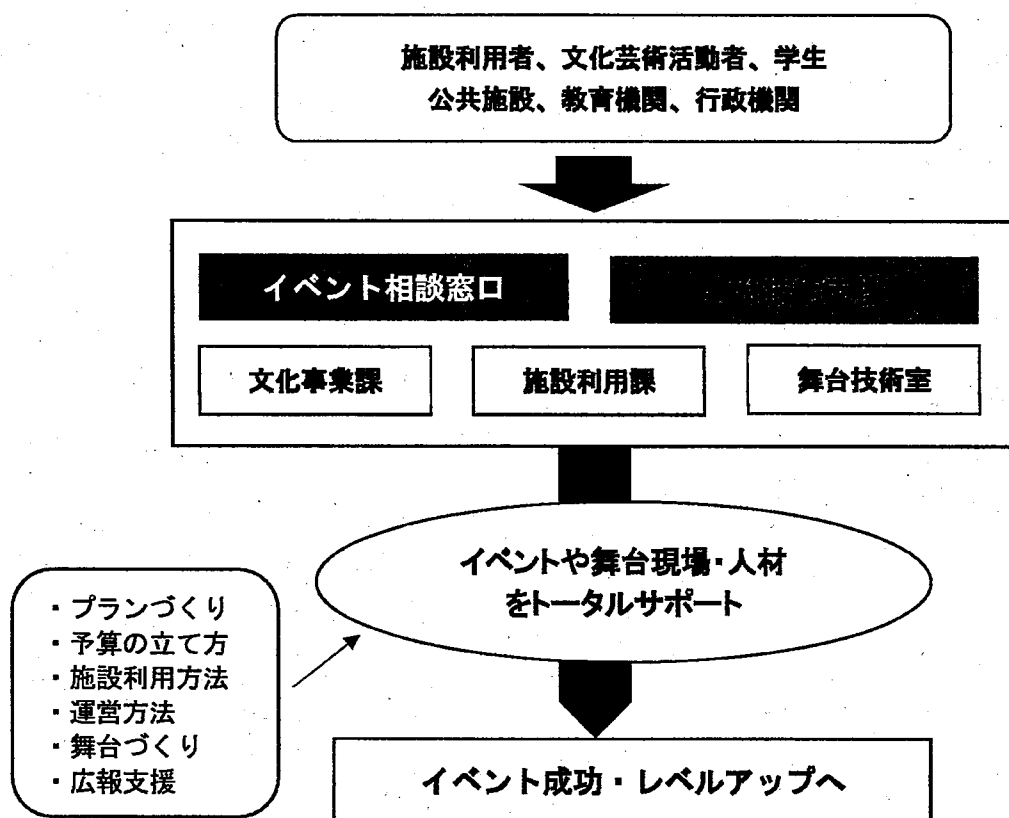 施設利用者、文化芸術活動者、学生
公共施設、教育機関、行政機関
イベント相談窓口
文化事業課
施設利用課
舞台技術室
イベントや舞台現場・人材
をトータルサポート
・プランづくり
・予算の立て方
・施設利用方法
・運営方法
・舞台づくり
・広報支援
イベント成功・レベルアップへ